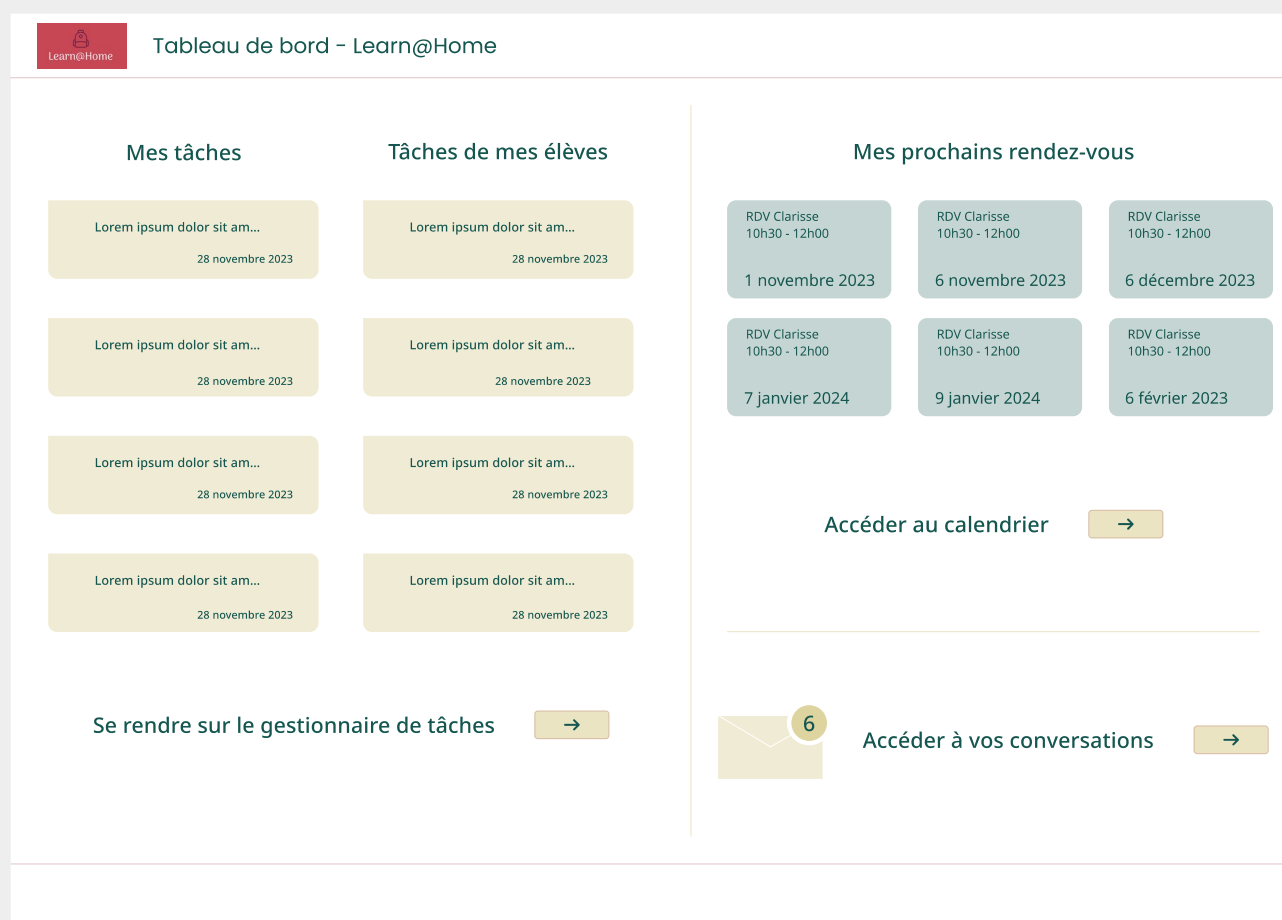 Learn@Home
Tableau de bord - Learn@Home
Mes tâches
Lorem ipsum dolor sit am...
28 novembre 2023
Lorem ipsum dolor sit am...
28 novembre 2023
Lorem ipsum dolor sit am...
28 novembre 2023
Lorem ipsum dolor sit am...
28 novembre 2023
Tâches de mes élèves
Lorem ipsum dolor sit am...
28 novembre 2023
Lorem ipsum dolor sit am...
28 novembre 2023
Lorem ipsum dolor sit am...
28 novembre 2023
Lorem ipsum dolor sit am...
28 novembre 2023
Se rendre sur le gestionnaire de tâches
Mes prochains rendez-vous
RDV Clarisse
10h30 - 12h00
1 novembre 2023
RDV Clarisse
10h30 - 12h00
6 novembre 2023
RDV Clarisse
10h30 - 12h00
6 décembre 2023
RDV Clarisse
10h30 - 12h00
7 janvier 2024
RDV Clarisse
10h30 - 12h00
9 janvier 2024
RDV Clarisse
10h30 - 12h00
6 février 2023
Accéder au calendrier
6
Accéder à vos conversations